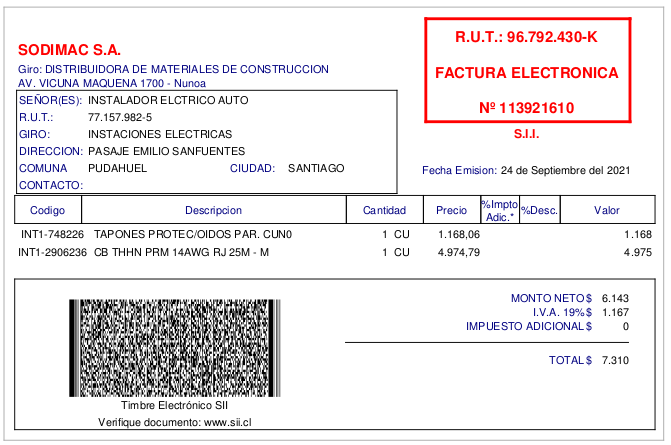 SODIMAC S.A.
Giro: DISTRIBUIDORA DE MATERIALES DE CONSTRUCCION
AV. VICUNA MAQUENA 1700 - Nunoa
R.U.T.: 96.792.430-K
FACTURA ELECTRONICA
Nº 113921610
S.I.I.
SEÑOR(ES): INSTALADOR ELCTRICO AUTO
R.U.T.: 77.157.982-5
GIRO: INSTACIONES ELECTRICAS
DIRECCION: PASAJE EMILIO SANFUENTES
COMUNA PUDAHUEL CIUDAD: SANTIAGO
CONTACTO:
Fecha Emision: 24 de Septiembre del 2021
Codigo Descripcion Cantidad Precio %Impto Adic.* %Desc. Valor
INT1-748226 TAPONES PROTEC/OIDOS PAR. CUN0 1 CU 1.168,06 1.168
INT1-2906236 CB THHN PRM 14AWG RJ 25M - M 1 CU 4.974,79 4.975
MONTO NETO $ 6.143
I.V.A. 19% $ 1.167
IMPUESTO ADICIONAL $ 0
TOTAL $ 7.310
Timbre Electrónico SII
Verifique documento: www.sii.cl